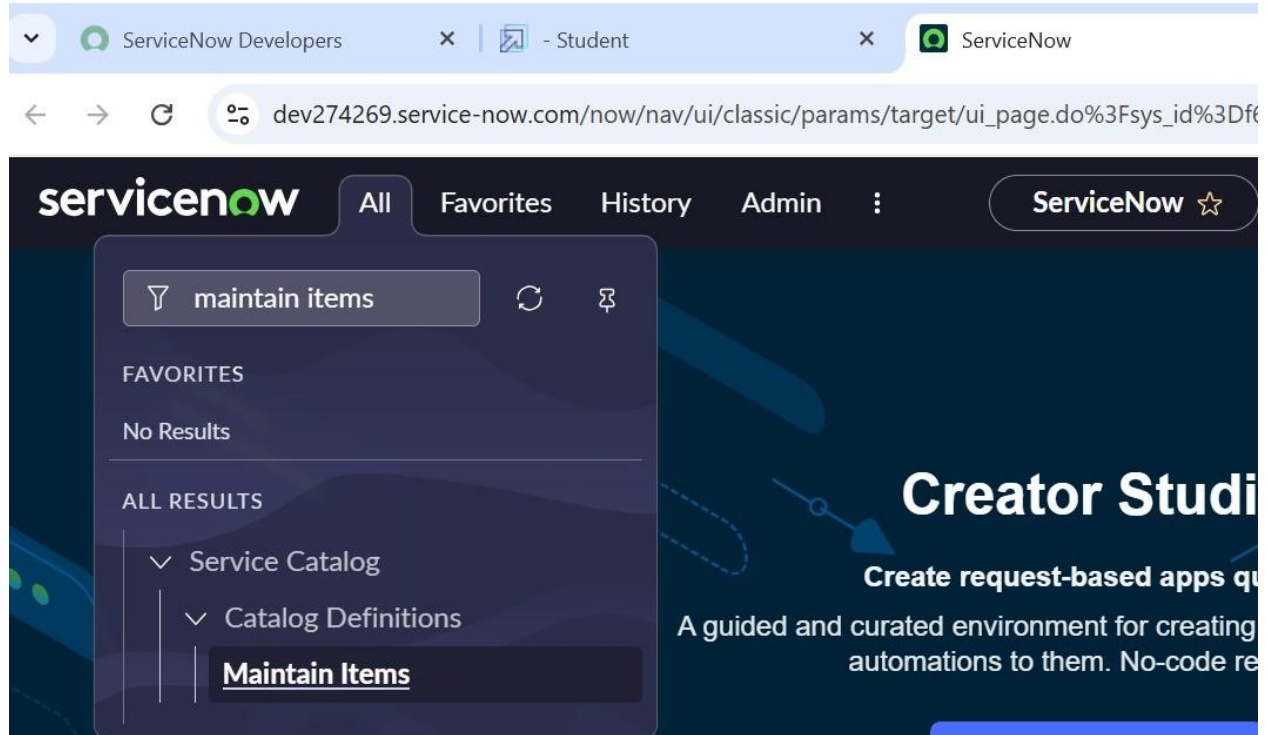 ServiceNow Developers
- Student
ServiceNow
dev274269.service-now.com/now/nav/ui/classic/params/target/ui_page.do%3Fsys_id%3Df6
servicenow
All
Favorites
History
Admin
ServiceNow
maintain items
FAVORITES
No Results
ALL RESULTS
Service Catalog
Catalog Definitions
Maintain Items
Creator Studi
Create request-based apps qu
A guided and curated environment for creating
automations to them. No-code re